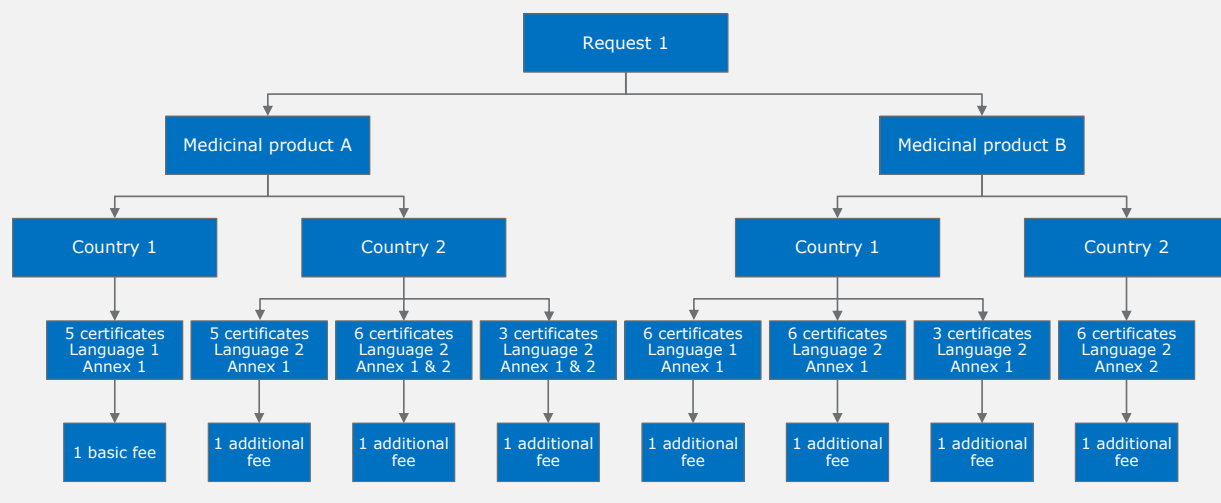 Request 1
Medicinal product A
Medicinal product B
Country 1
Country 2
Country 1
Country 2
5 certificates
Language 1
Annex 1
5 certificates
Language 2
Annex 1
6 certificates
Language 2
Annex 1 & 2
3 certificates
Language 2
Annex 1 & 2
6 certificates
Language 1
Annex 1
6 certificates
Language 2
Annex 1
3 certificates
Language 2
Annex 1
6 certificates
Language 2
Annex 2
1 basic fee
1 additional
fee
1 additional
fee
1 additional
fee
1 additional
fee
1 additional
fee
1 additional
fee
1 additional
fee